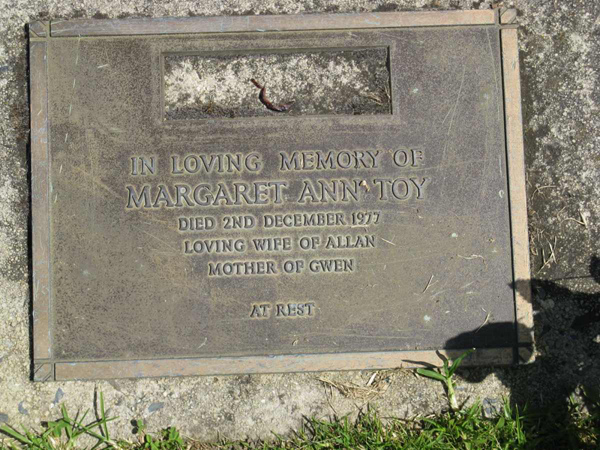 IN LOVING MEMORY OF
MARGARET ANN TOY
DIED 2ND DECEMBER 1977
LOVING WIFE OF ALLAN
MOTHER OF GWEN
AT REST